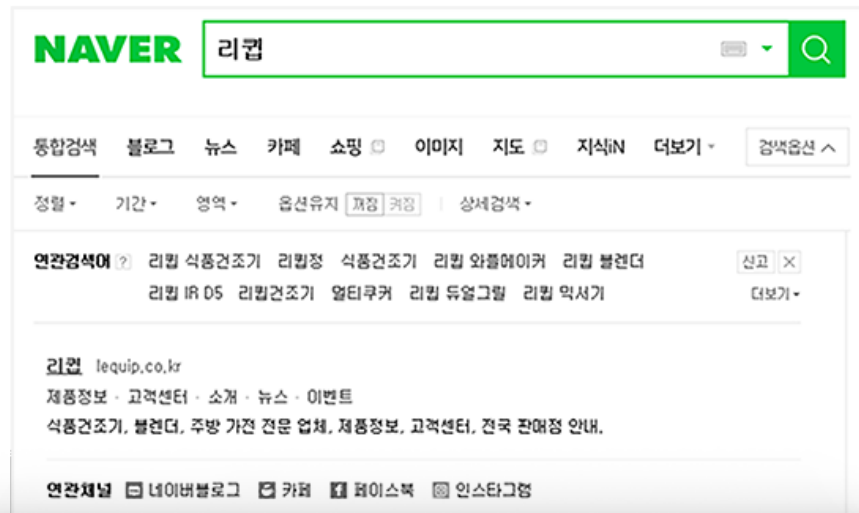 NAVER 리큅
통합검색 블로그 뉴스 카페 쇼핑 이미지 지도 지식iN 더보기 검색옵션
정렬 기간 영역 옵션유지 꺼짐 켜짐 상세검색
연관검색어 ? 리큅 식품건조기 리큅정 식품건조기 리큅 와플메이커 리큅 블렌더 신고 ×
리큅 IR D5 리큅건조기 멀티쿠커 리큅 듀얼그릴 리큅 믹서기 더보기
리큅 lequip.co.kr
제품정보 · 고객센터 · 소개 · 뉴스 · 이벤트
식품건조기, 블렌더, 주방 가전 전문 업체, 제품정보, 고객센터, 전국 판매점 안내.
연관채널 네이버블로그 카페 페이스북 인스타그램